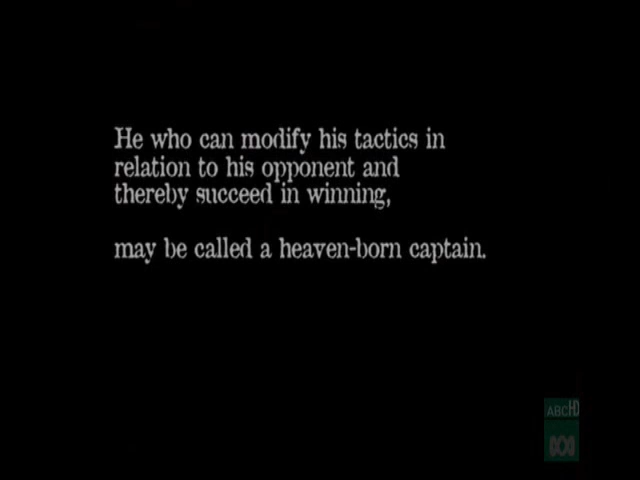 He who can modify his tactics in
relation to his opponent and
thereby succeed in winning,
may be called a heaven-born captain.
ABCHD